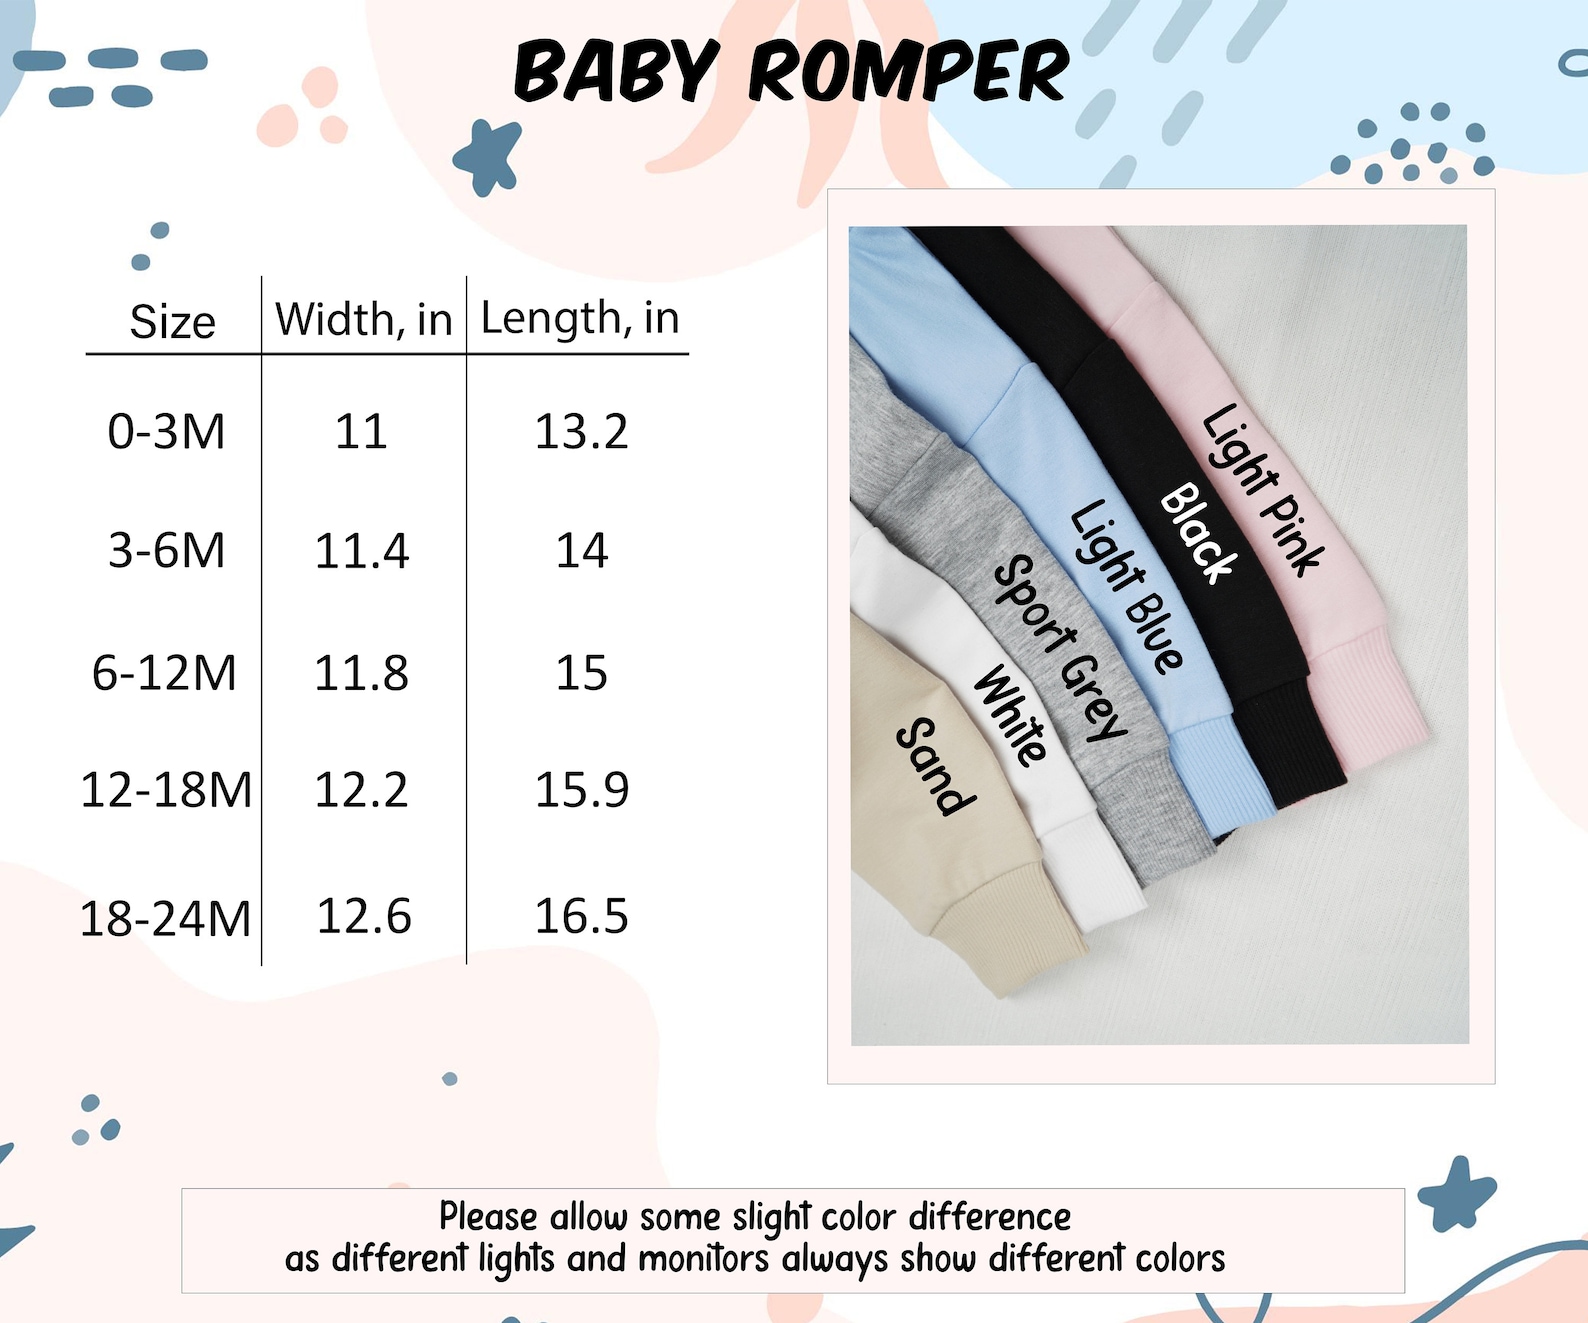 BABY ROMPER
Size Width, in Length, in
0-3M 11 13.2
3-6M 11.4 14
6-12M 11.8 15
12-18M 12.2 15.9
18-24M 12.6 16.5
Light Pink
Black
Light Blue
Sport Grey
White
Sand
Please allow some slight color difference
as different lights and monitors always show different colors